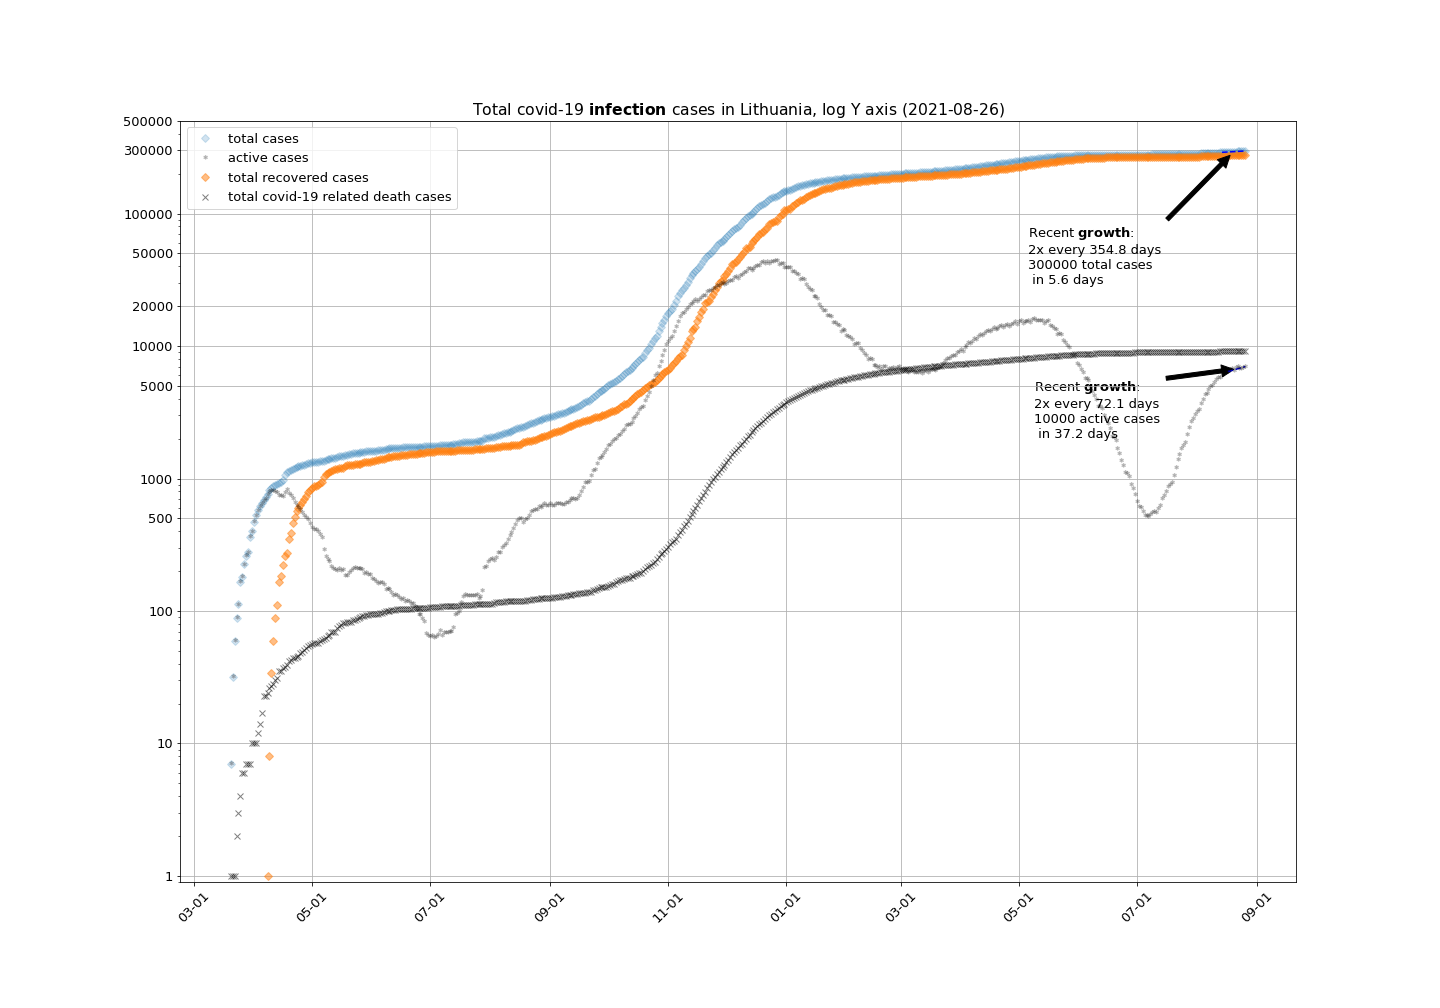 Total covid-19 infection cases in Lithuania, log Y axis (2021-08-26)
500000
300000
100000
50000
20000
10000
5000
1000
500
100
10
1
total cases
active cases
total recovered cases
total covid-19 related death cases
Recent growth:
2x every 354.8 days
300000 total cases
in 5.6 days
Recent growth:
2x every 72.1 days
10000 active cases
in 37.2 days
03-01
05-01
07-01
09-01
11-01
01-01
03-01
05-01
07-01
09-01